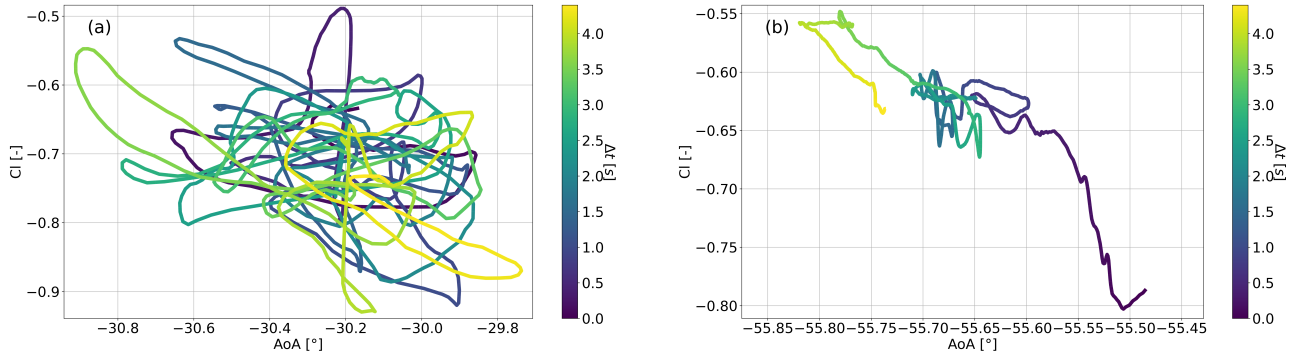 (a)
−0.5
−0.6
−0.7
−0.8
−0.9
Cl [-]
−30.8 −30.6 −30.4 −30.2 −30.0 −29.8
AoA [°]
4.0
3.5
3.0
2.5
2.0
1.5
1.0
0.5
0.0
Δt [s]
(b)
−0.55
−0.60
−0.65
−0.70
−0.75
−0.80
Cl [-]
−55.85 −55.80 −55.75 −55.70 −55.65 −55.60 −55.55 −55.50 −55.45
AoA [°]
4.0
3.5
3.0
2.5
2.0
1.5
1.0
0.5
0.0
Δt [s]